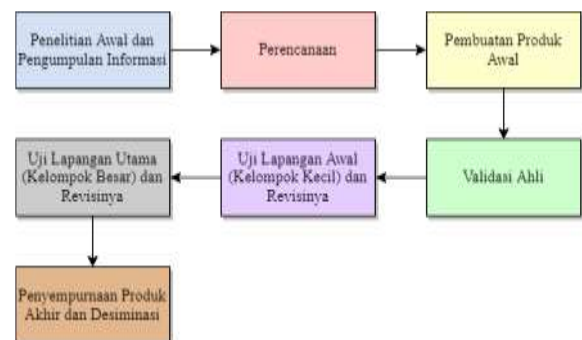 Penelitian Awal dan
Pengumpulan Informasi
Perencanaan
Pembuatan Produk
Awal
Validasi Ahli
Uji Lapangan Awal
(Kelompok Kecil) dan
Revisinya
Uji Lapangan Utama
(Kelompok Besar) dan
Revisinya
Penyempurnaan Produk
Akhir dan Desiminasi